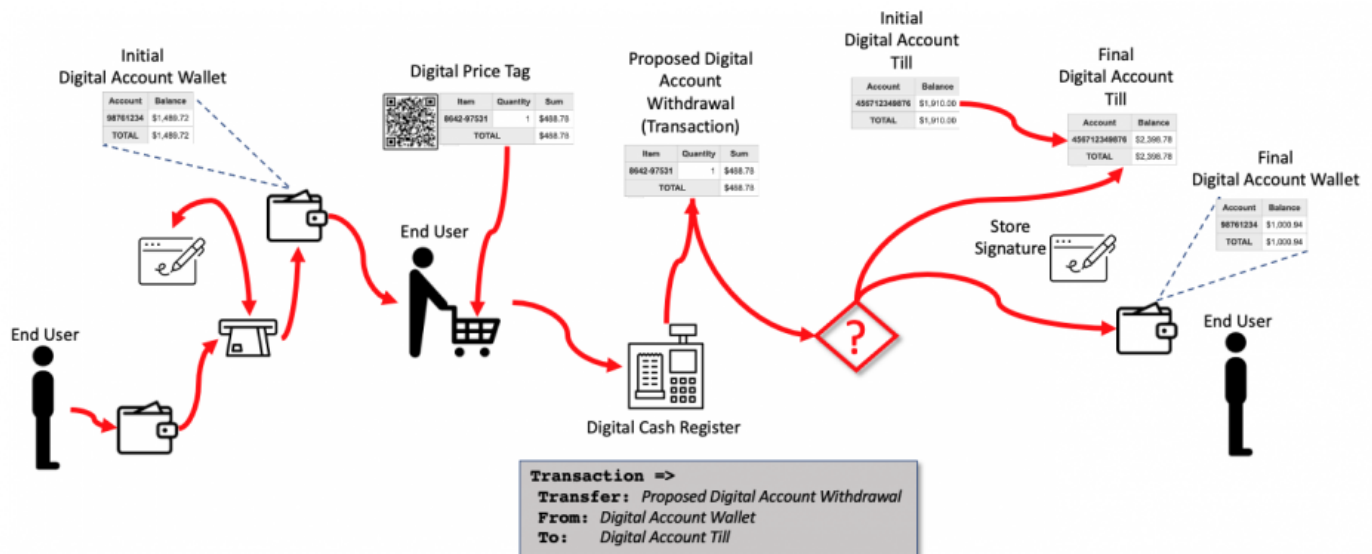 Initial
Digital Account Wallet
Account Balance
98761234 $1,489.72
TOTAL $1,489.72
Digital Price Tag
Item Quantity Sum
8642-97531 1 $488.78
TOTAL $488.78
Proposed Digital
Account
Withdrawal
(Transaction)
Item Quantity Sum
8642-97531 1 $488.78
TOTAL $488.78
Initial
Digital Account
Till
Account Balance
456712349876 $1,910.00
TOTAL $1,910.00
Final
Digital Account
Till
Account Balance
456712349876 $2,398.78
TOTAL $2,398.78
Final
Digital Account Wallet
Account Balance
98761234 $1,000.94
TOTAL $1,000.94
End User
End User
Store
Signature
?
End User
Digital Cash Register
Transaction =>
Transfer: Proposed Digital Account Withdrawal
From: Digital Account Wallet
To: Digital Account Till